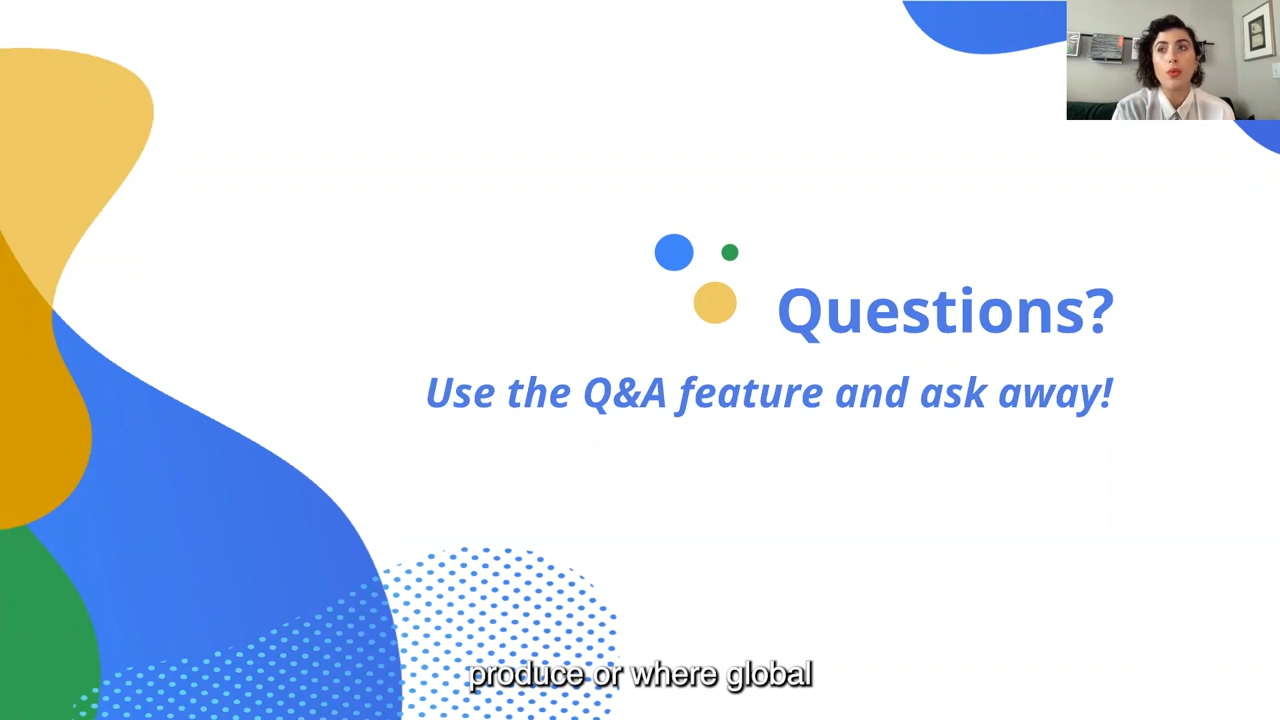 Questions?
Use the Q&A feature and ask away!
produce or where global